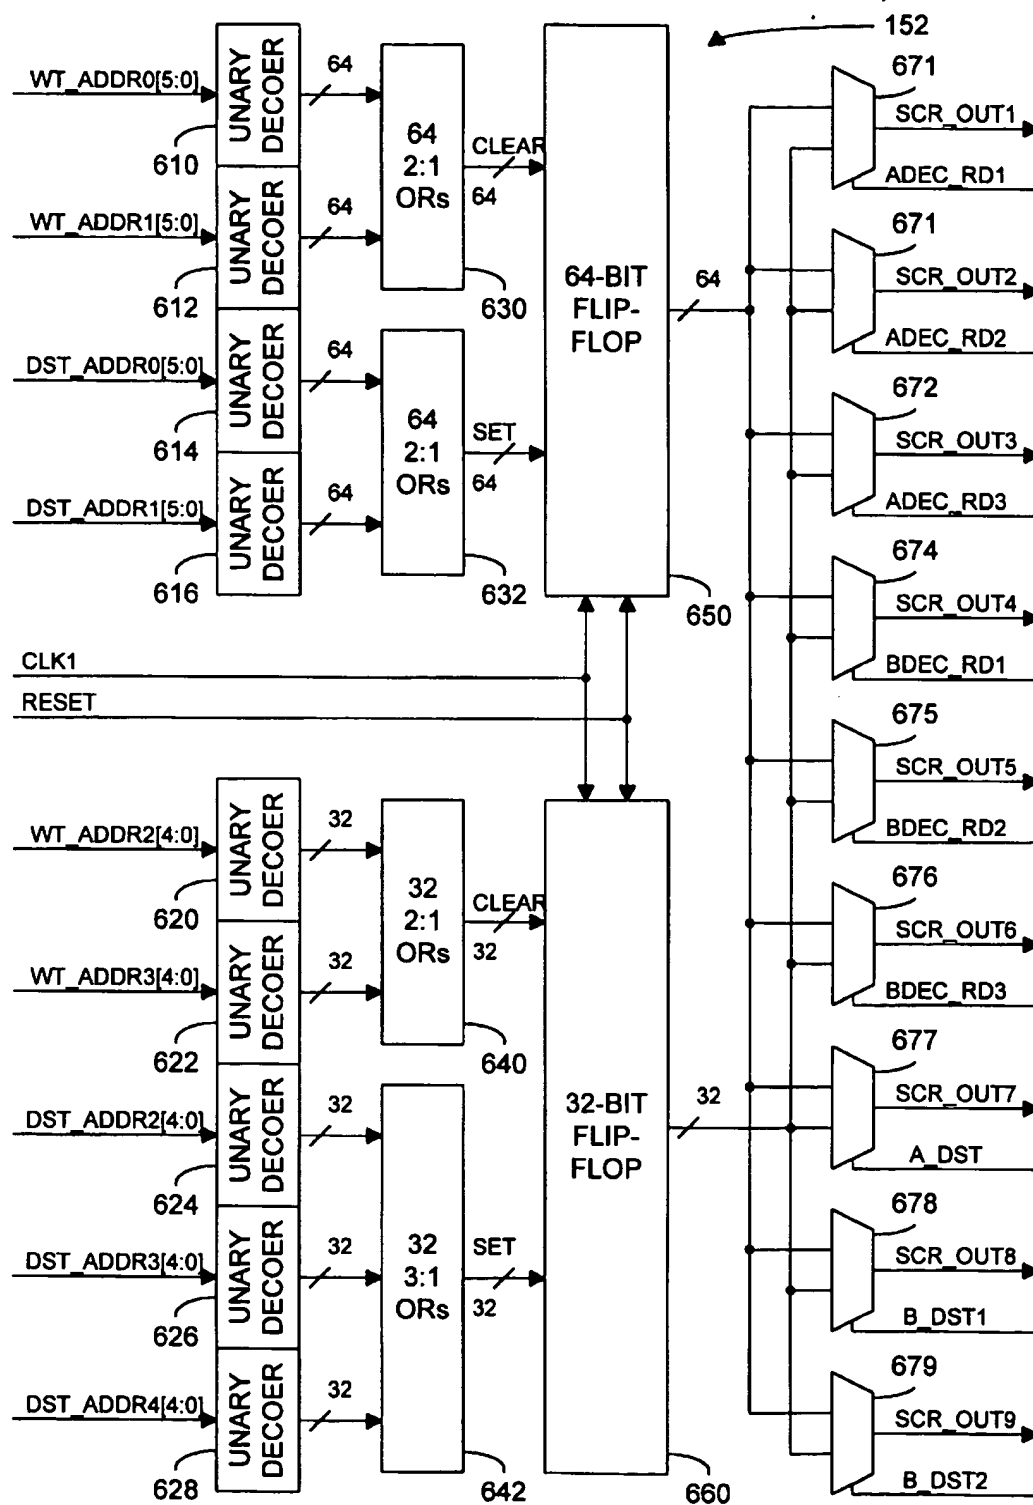 152
WT_ADDR0[5:0]
UNARY
DECOER
610
64
WT_ADDR1[5:0]
UNARY
DECOER
612
64
64
2:1
ORs
630
CLEAR
64
DST_ADDR0[5:0]
UNARY
DECOER
614
64
DST_ADDR1[5:0]
UNARY
DECOER
616
64
64
2:1
ORs
632
SET
64
64-BIT
FLIP-
FLOP
650
64
CLK1
RESET
WT_ADDR2[4:0]
UNARY
DECOER
620
32
WT_ADDR3[4:0]
UNARY
DECOER
622
32
32
2:1
ORs
640
CLEAR
32
DST_ADDR2[4:0]
UNARY
DECOER
624
32
DST_ADDR3[4:0]
UNARY
DECOER
626
32
DST_ADDR4[4:0]
UNARY
DECOER
628
32
32
3:1
ORs
642
SET
32
32-BIT
FLIP-
FLOP
660
32
671
SCR_OUT1
ADEC_RD1
671
SCR_OUT2
ADEC_RD2
672
SCR_OUT3
ADEC_RD3
674
SCR_OUT4
BDEC_RD1
675
SCR_OUT5
BDEC_RD2
676
SCR_OUT6
BDEC_RD3
677
SCR_OUT7
A_DST
678
SCR_OUT8
B_DST1
679
SCR_OUT9
B_DST2